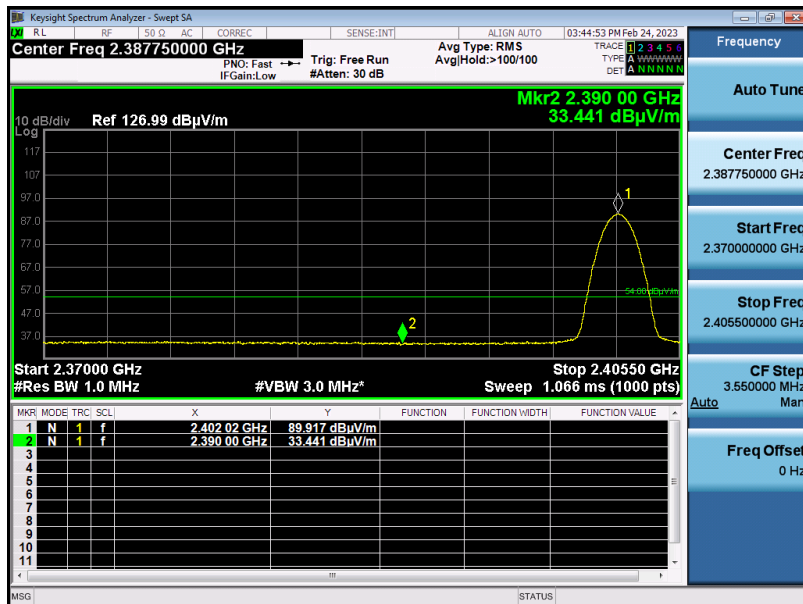 Keysight Spectrum Analyzer - Swept SA
LXI RL RF 50 Ω AC CORREC SENSE:INT ALIGN AUTO 03:44:53 PM Feb 24, 2023
Center Freq 2.387750000 GHz
PNO: Fast
IFGain:Low
Trig: Free Run
#Atten: 30 dB
Avg Type: RMS
Avg|Hold:>100/100
TRACE 1 2 3 4 5 6
TYPE A WWWWW
DET A N N N N N
Mkr2 2.390 00 GHz
33.441 dBµV/m
10 dB/div Ref 126.99 dBµV/m
Log
117
107
97.0
87.0
77.0
67.0
57.0
47.0
37.0
1
54.00 dBµV/m
2
Start 2.37000 GHz Stop 2.40550 GHz
#Res BW 1.0 MHz #VBW 3.0 MHz* Sweep 1.066 ms (1000 pts)
MKR MODE TRC SCL X Y FUNCTION FUNCTION WIDTH FUNCTION VALUE
1 N 1 f 2.402 02 GHz 89.917 dBµV/m
2 N 1 f 2.390 00 GHz 33.441 dBµV/m
3
4
5
6
7
8
9
10
11
MSG STATUS
Frequency
Auto Tune
Center Freq
2.387750000 GHz
Start Freq
2.370000000 GHz
Stop Freq
2.405500000 GHz
CF Step
3.550000 MHz
Auto Man
Freq Offset
0 Hz